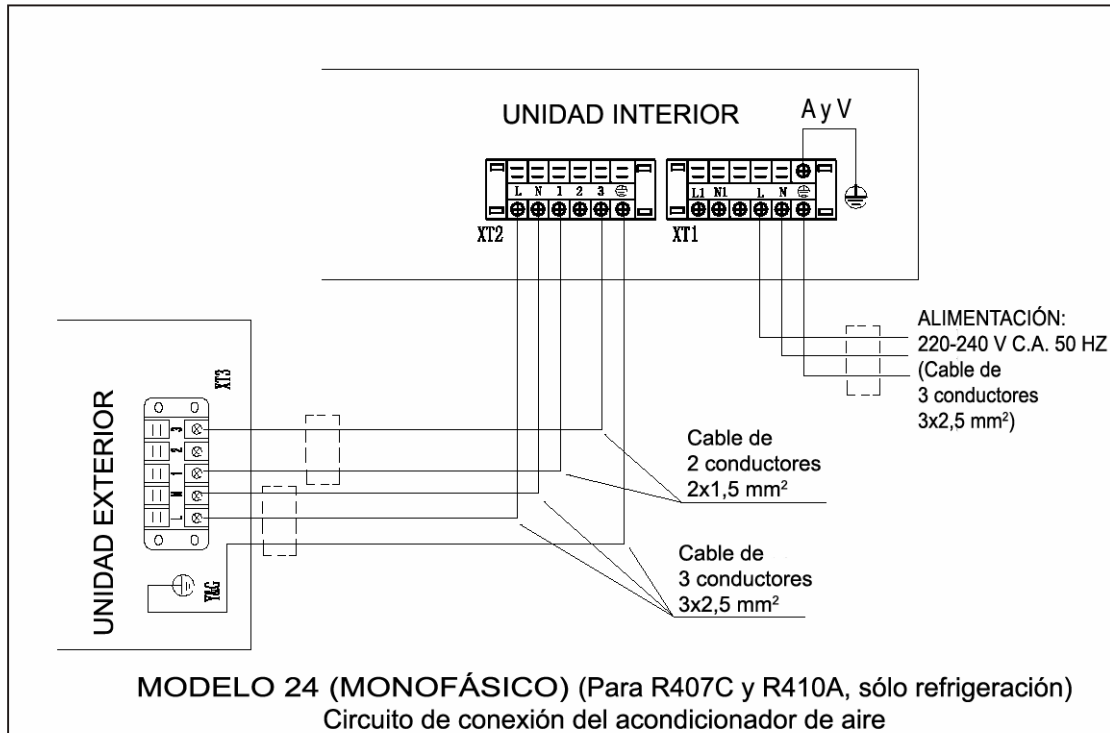 UNIDAD INTERIOR
A y V
L N 1 2 3
XT2
L1 N1 L N
XT1
ALIMENTACIÓN:
220-240 V C.A. 50 HZ
(Cable de
3 conductores
3x2,5 mm²)
UNIDAD EXTERIOR
XT3
3
2
1
N
L
Y&G
Cable de
2 conductores
2x1,5 mm²
Cable de
3 conductores
3x2,5 mm²
MODELO 24 (MONOFÁSICO) (Para R407C y R410A, sólo refrigeración)
Circuito de conexión del acondicionador de aire